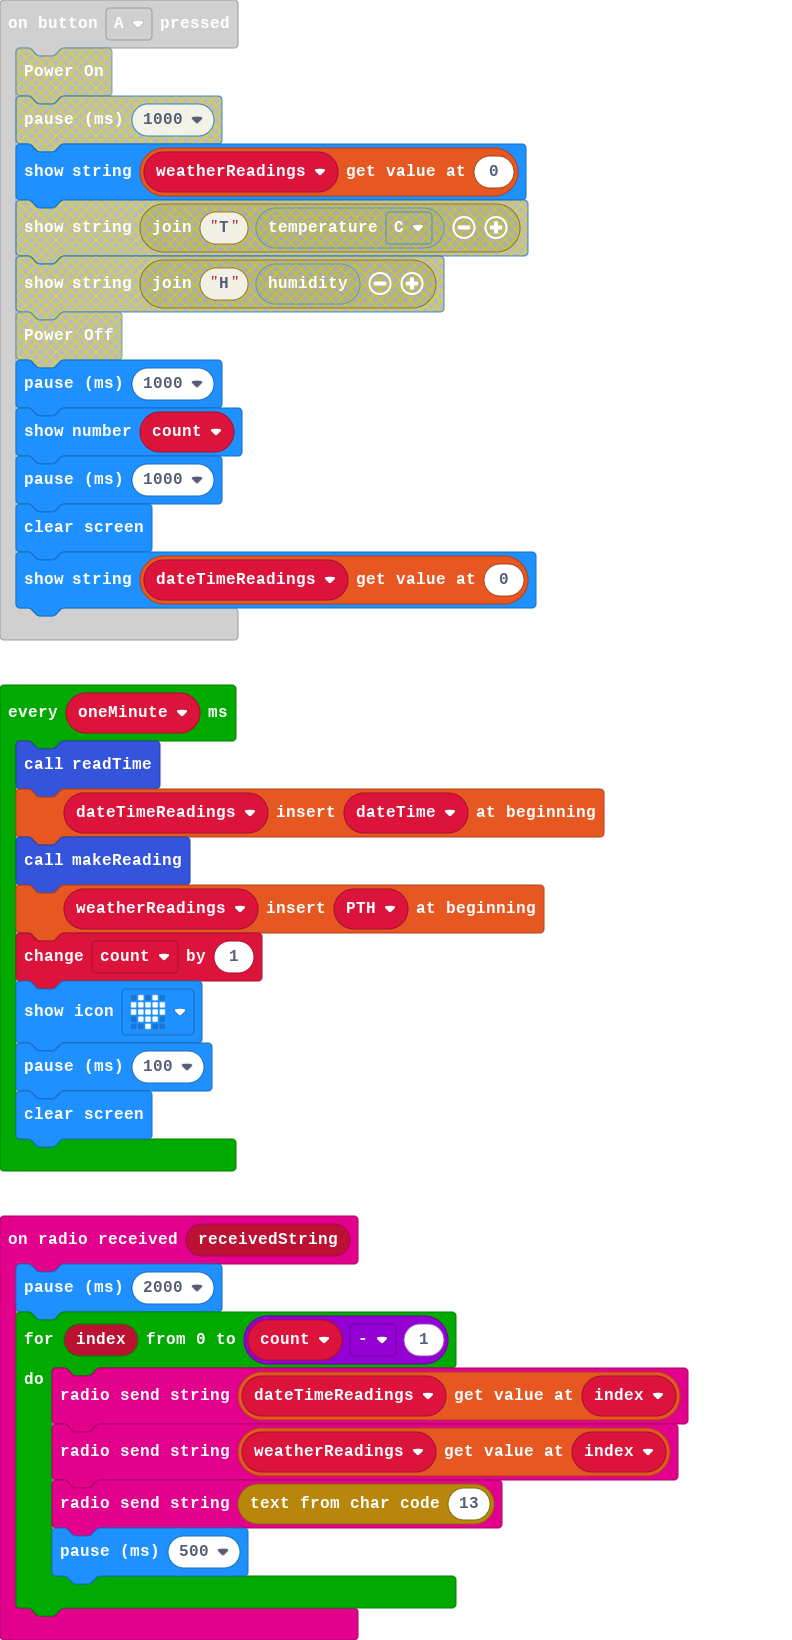 on button A pressed
Power On
pause (ms) 1000
show string weatherReadings get value at 0
show string join "T" temperature C
show string join "H" humidity
Power Off
pause (ms) 1000
show number count
pause (ms) 1000
clear screen
show string dateTimeReadings get value at 0
every oneMinute ms
call readTime
dateTimeReadings insert dateTime at beginning
call makeReading
weatherReadings insert PTH at beginning
change count by 1
show icon
pause (ms) 100
clear screen
on radio received receivedString
pause (ms) 2000
for index from 0 to count - 1
do
radio send string dateTimeReadings get value at index
radio send string weatherReadings get value at index
radio send string text from char code 13
pause (ms) 500